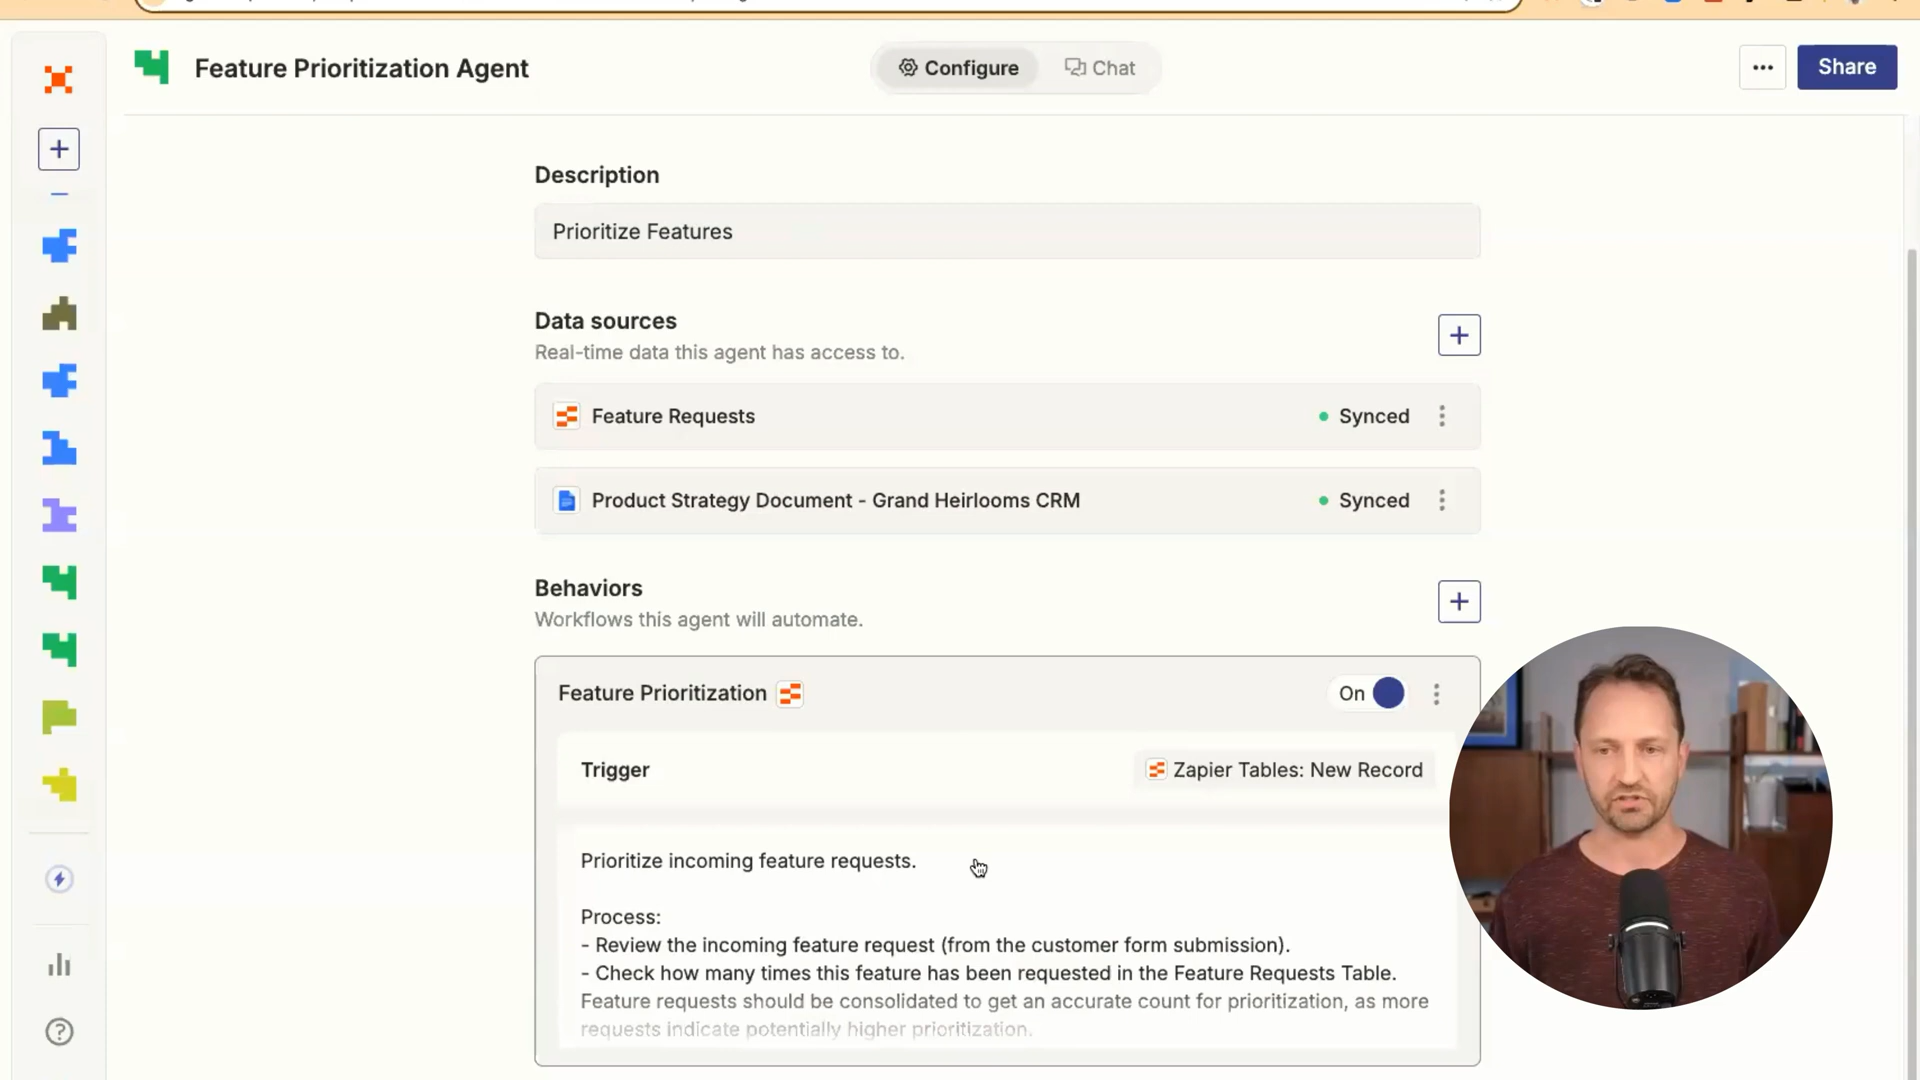 Feature Prioritization Agent
Configure
Chat
Share
Description
Prioritize Features
Data sources
Real-time data this agent has access to.
Feature Requests
Synced
Product Strategy Document - Grand Heirlooms CRM
Synced
Behaviors
Workflows this agent will automate.
Feature Prioritization
On
Trigger
Zapier Tables: New Record
Prioritize incoming feature requests.
Process:
- Review the incoming feature request (from the customer form submission).
- Check how many times this feature has been requested in the Feature Requests Table.
Feature requests should be consolidated to get an accurate count for prioritization, as more
requests indicate potentially higher prioritization.